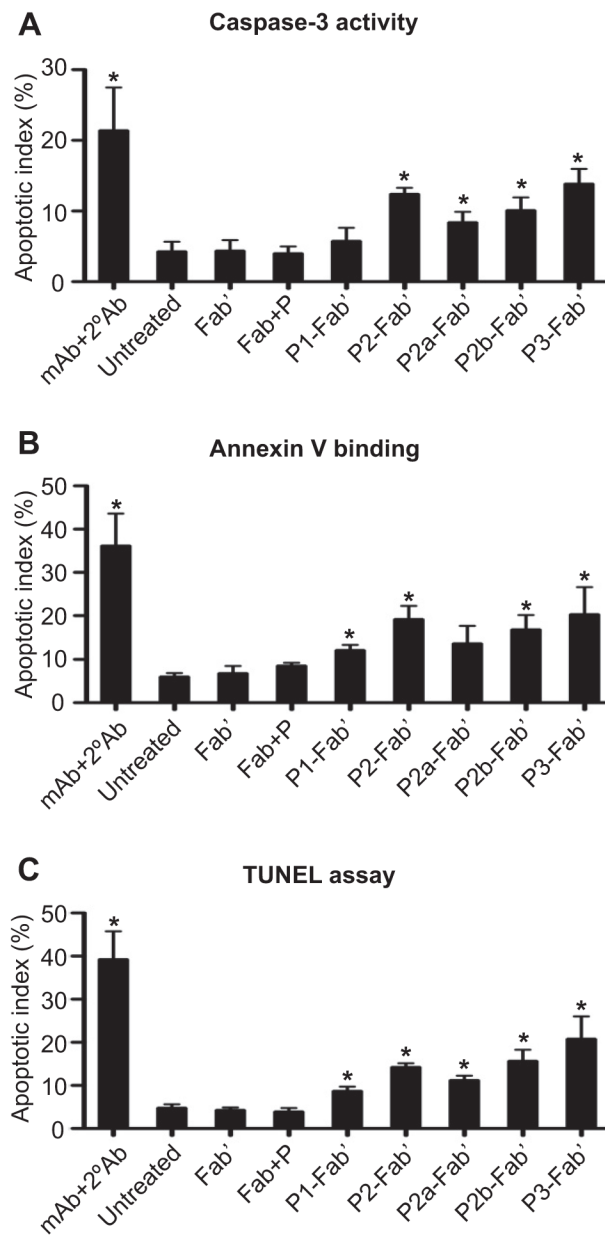 A
Caspase-3 activity
Apoptotic index (%)
30
20
10
0
*
*
*
*
*
mAb+2ºAb
Untreated
Fab’
Fab+P
P1-Fab’
P2-Fab’
P2a-Fab’
P2b-Fab’
P3-Fab’
B
Annexin V binding
Apoptotic index (%)
50
40
30
20
10
0
*
*
*
*
*
mAb+2ºAb
Untreated
Fab’
Fab+P
P1-Fab’
P2-Fab’
P2a-Fab’
P2b-Fab’
P3-Fab’
C
TUNEL assay
Apoptotic index (%)
50
40
30
20
10
0
*
*
*
*
*
*
mAb+2ºAb
Untreated
Fab’
Fab+P
P1-Fab’
P2-Fab’
P2a-Fab’
P2b-Fab’
P3-Fab’